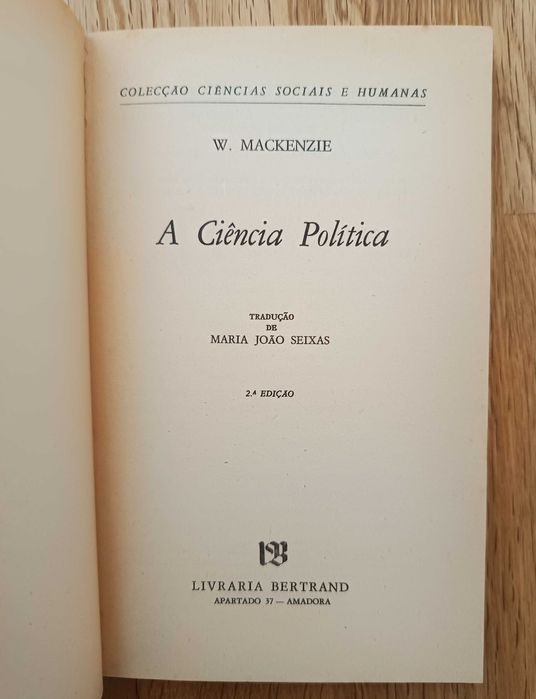 COLECÇÃO CIÊNCIAS SOCIAIS E HUMANAS
W. MACKENZIE
A Ciência Política
TRADUÇÃO
DE
MARIA JOÃO SEIXAS
2.ª EDIÇÃO
LB
LIVRARIA BERTRAND
APARTADO 37 — AMADORA